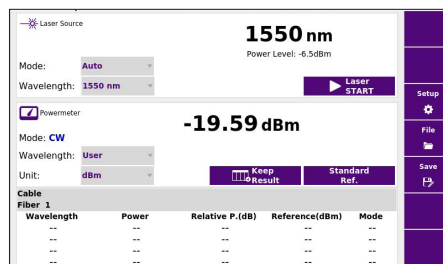 Laser Source
1550 nm
Power Level: -6.5dBm
Mode: Auto
Wavelength: 1550 nm
Laser START
Setup
Powermeter
-19.59 dBm
File
Mode: CW
Wavelength: User
Save
Unit: dBm
Keep Result
Standard Ref.
Cable
Fiber 1
Wavelength Power Relative P.(dB) Reference(dBm) Mode
-- -- -- -- --
-- -- -- -- --
-- -- -- -- --
-- -- -- -- --